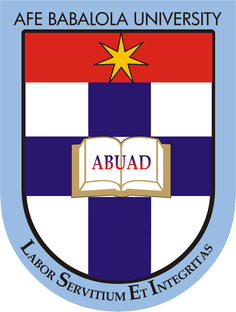 AFE BABALOLA UNIVERSITY
ABUAD
LABOR SERVITIUM ET INTEGRITAS